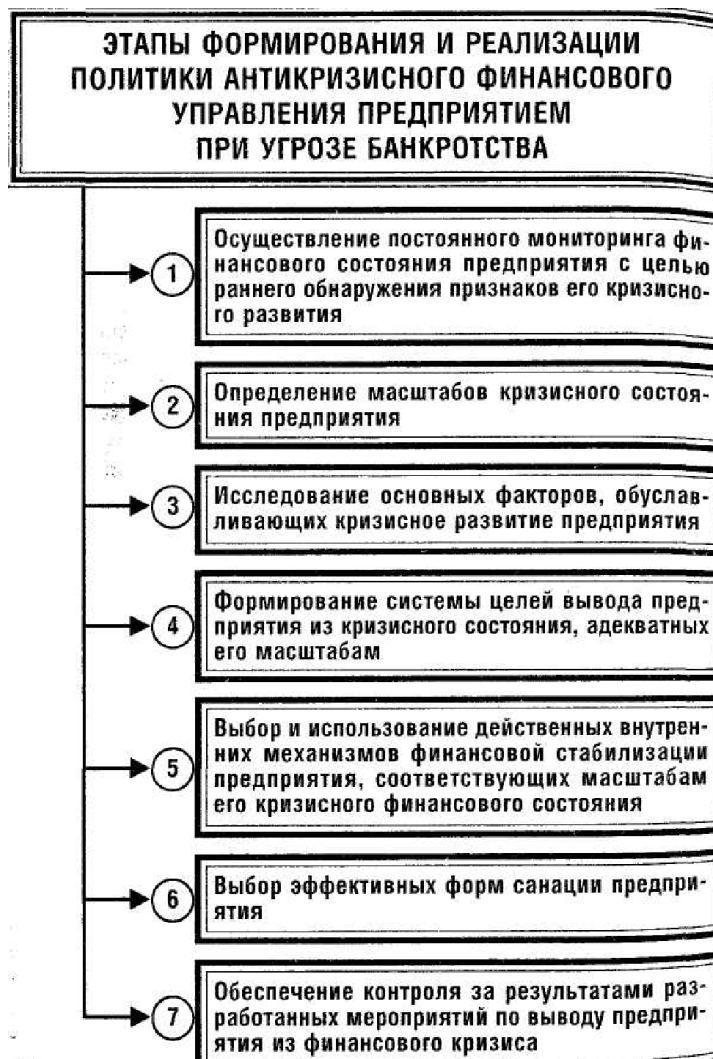 ЭТАПЫ ФОРМИРОВАНИЯ И РЕАЛИЗАЦИИ
ПОЛИТИКИ АНТИКРИЗИСНОГО ФИНАНСОВОГО
УПРАВЛЕНИЯ ПРЕДПРИЯТИЕМ
ПРИ УГРОЗЕ БАНКРОТСТВА
1
Осуществление постоянного мониторинга фи-
нансового состояния предприятия с целью
раннего обнаружения признаков его кризисно-
го развития
2
Определение масштабов кризисного состоя-
ния предприятия
3
Исследование основных факторов, обуслав-
ливающих кризисное развитие предприятия
4
Формирование системы целей вывода пред-
приятия из кризисного состояния, адекватных
его масштабам
5
Выбор и использование действенных внутрен-
них механизмов финансовой стабилизации
предприятия, соответствующих масштабам
его кризисного финансового состояния
6
Выбор эффективных форм санации предпри-
ятия
7
Обеспечение контроля за результатами раз-
работанных мероприятий по выводу предпри-
ятия из финансового кризиса